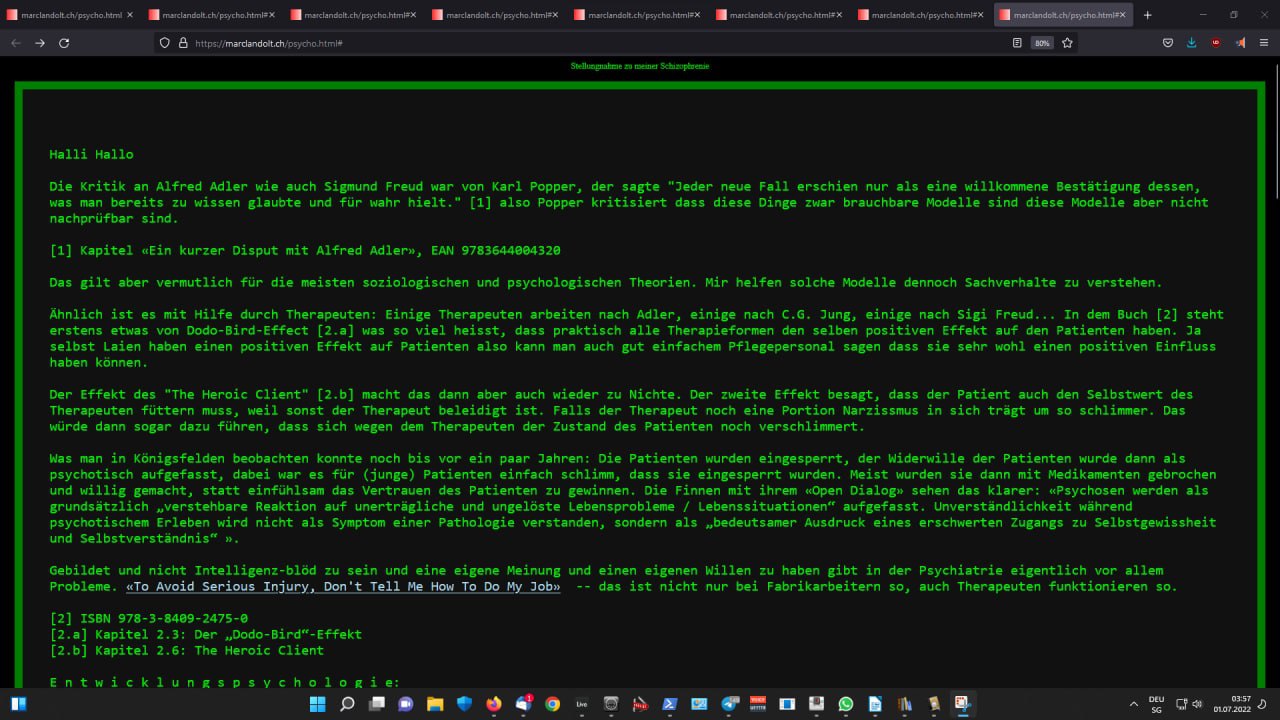 marclandolt.ch/psycho.html
marclandolt.ch/psycho.html#
marclandolt.ch/psycho.html#
marclandolt.ch/psycho.html#
marclandolt.ch/psycho.html#
marclandolt.ch/psycho.html#
marclandolt.ch/psycho.html#
marclandolt.ch/psycho.html#
https://marclandolt.ch/psycho.html#
80%
Stellungnahme zu meiner Schizophrenie
Halli Hallo
Die Kritik an Alfred Adler wie auch Sigmund Freud war von Karl Popper, der sagte "Jeder neue Fall erschien nur als eine willkommene Bestätigung dessen,
was man bereits zu wissen glaubte und für wahr hielt." [1] also Popper kritisiert dass diese Dinge zwar brauchbare Modelle sind diese Modelle aber nicht
nachprüfbar sind.
[1] Kapitel «Ein kurzer Disput mit Alfred Adler», EAN 9783644004320
Das gilt aber vermutlich für die meisten soziologischen und psychologischen Theorien. Mir helfen solche Modelle dennoch Sachverhalte zu verstehen.
Ähnlich ist es mit Hilfe durch Therapeuten: Einige Therapeuten arbeiten nach Adler, einige nach C.G. Jung, einige nach Sigi Freud... In dem Buch [2] steht
erstens etwas von Dodo-Bird-Effect [2.a] was so viel heisst, dass praktisch alle Therapieformen den selben positiven Effekt auf den Patienten haben. Ja
selbst Laien haben einen positiven Effekt auf Patienten also kann man auch gut einfachem Pflegepersonal sagen dass sie sehr wohl einen positiven Einfluss
haben können.
Der Effekt des "The Heroic Client" [2.b] macht das dann aber auch wieder zu Nichte. Der zweite Effekt besagt, dass der Patient auch den Selbstwert des
Therapeuten füttern muss, weil sonst der Therapeut beleidigt ist. Falls der Therapeut noch eine Portion Narzissmus in sich trägt um so schlimmer. Das
würde dann sogar dazu führen, dass sich wegen dem Therapeuten der Zustand des Patienten noch verschlimmert.
Was man in Königsfelden beobachten konnte noch bis vor ein paar Jahren: Die Patienten wurden eingesperrt, der Widerwille der Patienten wurde dann als
psychotisch aufgefasst, dabei war es für (junge) Patienten einfach schlimm, dass sie eingesperrt wurden. Meist wurden sie dann mit Medikamenten gebrochen
und willig gemacht, statt einfühlsam das Vertrauen des Patienten zu gewinnen. Die Finnen mit ihrem «Open Dialog» sehen das klarer: «Psychosen werden als
grundsätzlich „verstehbare Reaktion auf unerträgliche und ungelöste Lebensprobleme / Lebenssituationen“ aufgefasst. Unverständlichkeit während
psychotischem Erleben wird nicht als Symptom einer Pathologie verstanden, sondern als „bedeutsamer Ausdruck eines erschwerten Zugangs zu Selbstgewissheit
und Selbstverständnis“ ».
Gebildet und nicht Intelligenz-blöd zu sein und eine eigene Meinung und einen eigenen Willen zu haben gibt in der Psychiatrie eigentlich vor allem
Probleme. «To Avoid Serious Injury, Don't Tell Me How To Do My Job» -- das ist nicht nur bei Fabrikarbeitern so, auch Therapeuten funktionieren so.
[2] ISBN 978-3-8409-2475-0
[2.a] Kapitel 2.3: Der „Dodo-Bird“-Effekt
[2.b] Kapitel 2.6: The Heroic Client
E n t w i c k l u n g s p s y c h o l o g i e:
1
Live
DEU
SG
03:57
01.07.2022